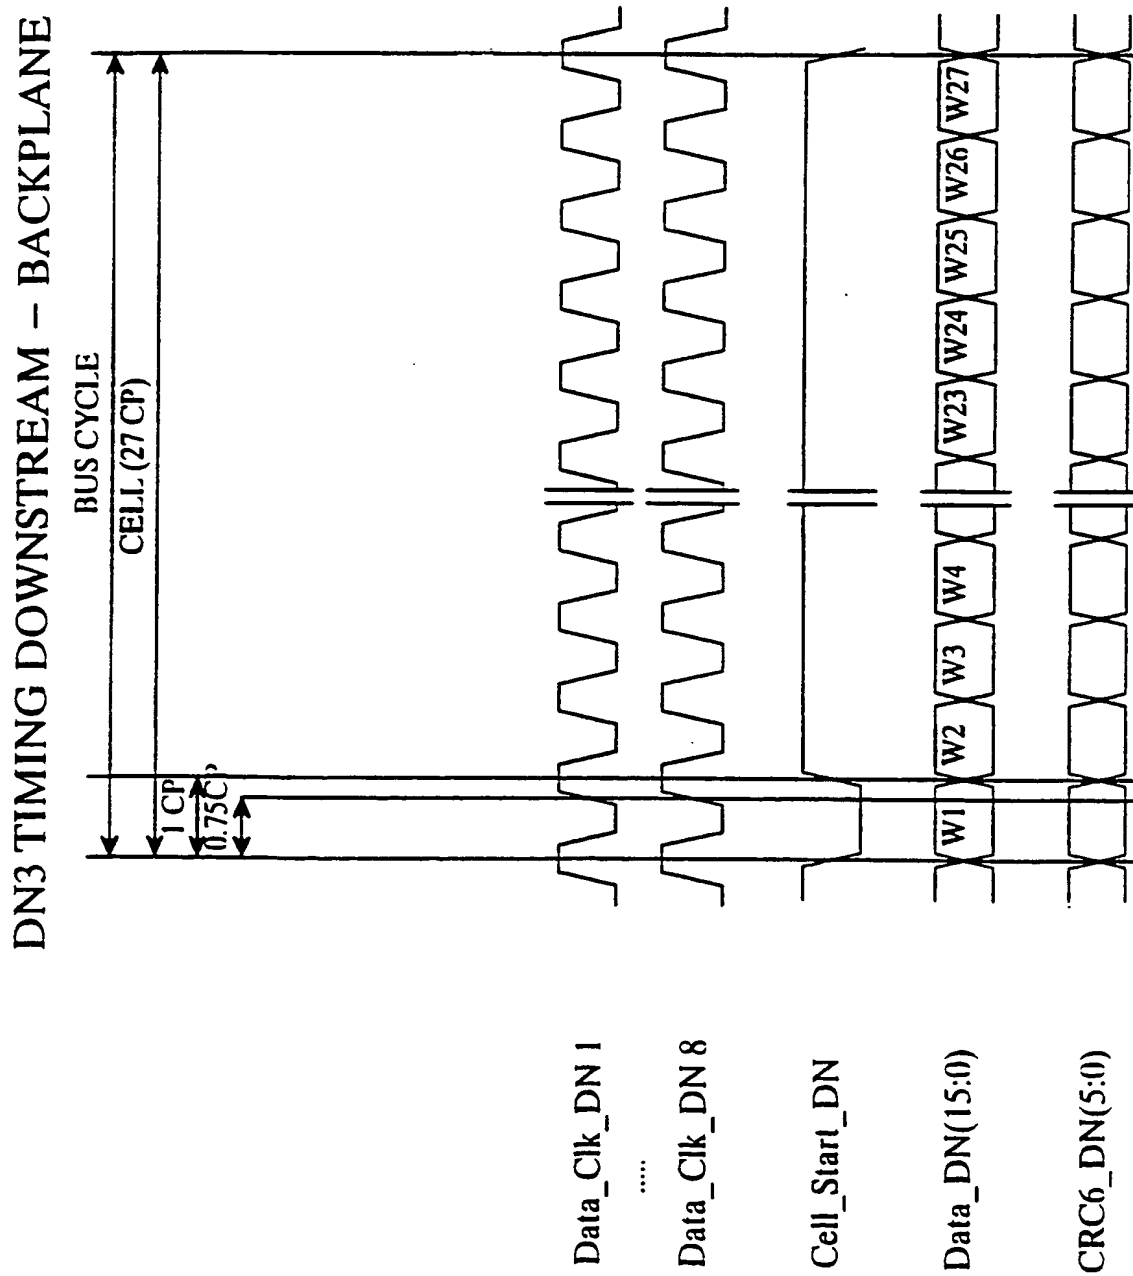 DN3 TIMING DOWNSTREAM – BACKPLANE
BUS CYCLE
CELL (27 CP)
1 CP
0.75CP
Data_Clk_DN 1
.....
Data_Clk_DN 8
Cell_Start_DN
Data_DN(15:0)
W1 W2 W3 W4 W23 W24 W25 W26 W27
CRC6_DN(5:0)